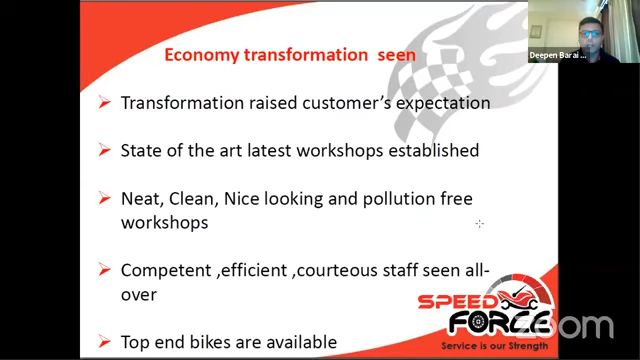 Economy transformation seen
Deepen Barai ...
Transformation raised customer's expectation
State of the art latest workshops established
Neat, Clean, Nice looking and pollution free
workshops
Competent ,efficient ,courteous staff seen all-
over
SPEED
FORCE
zoom
Top end bikes are available
Service is our Strength